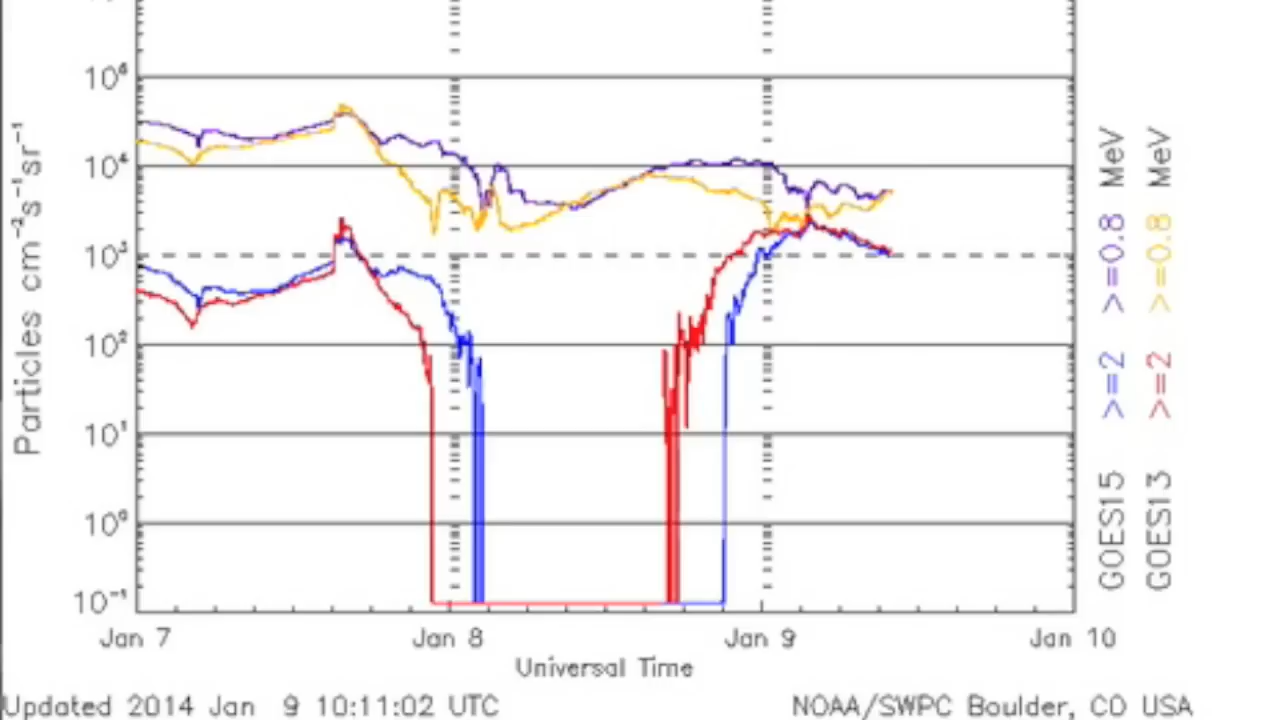 10⁶
10⁴
10³
10²
10¹
10⁰
10⁻¹
Particles cm⁻²s⁻¹sr⁻¹
Jan 7 Jan 8 Jan 9 Jan 10
Universal Time
GOES15 >=2 >=0.8 MeV
GOES13 >=2 >=0.8 MeV
Updated 2014 Jan 9 10:11:02 UTC
NOAA/SWPC Boulder, CO USA